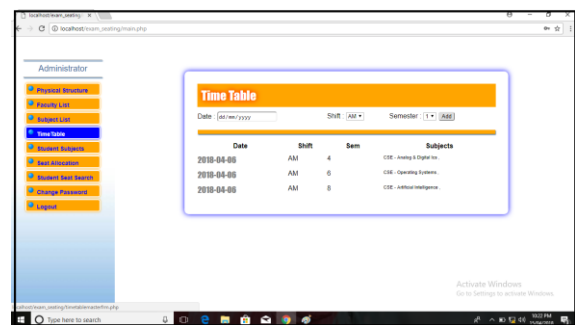 localhost/exam_seating/
localhost/exam_seating/main.php
Administrator
Physical Structure
Faculty List
Subject List
TimeTable
Student Subjects
Seat Allocation
Student Seat Search
Change Password
Logout
Time Table
Date : dd/mm/yyyy Shift : AM Semester : 1 Add
Date Shift Sem Subjects
2018-04-06 AM 4 CSE - Analog & Digital
2018-04-06 AM 6 CSE - Operating Systems .
2018-04-06 AM 8 CSE - Artificial Intelligence .
Activate Windows
Go to Settings to activate Windows.
Type here to search
10:22 PM